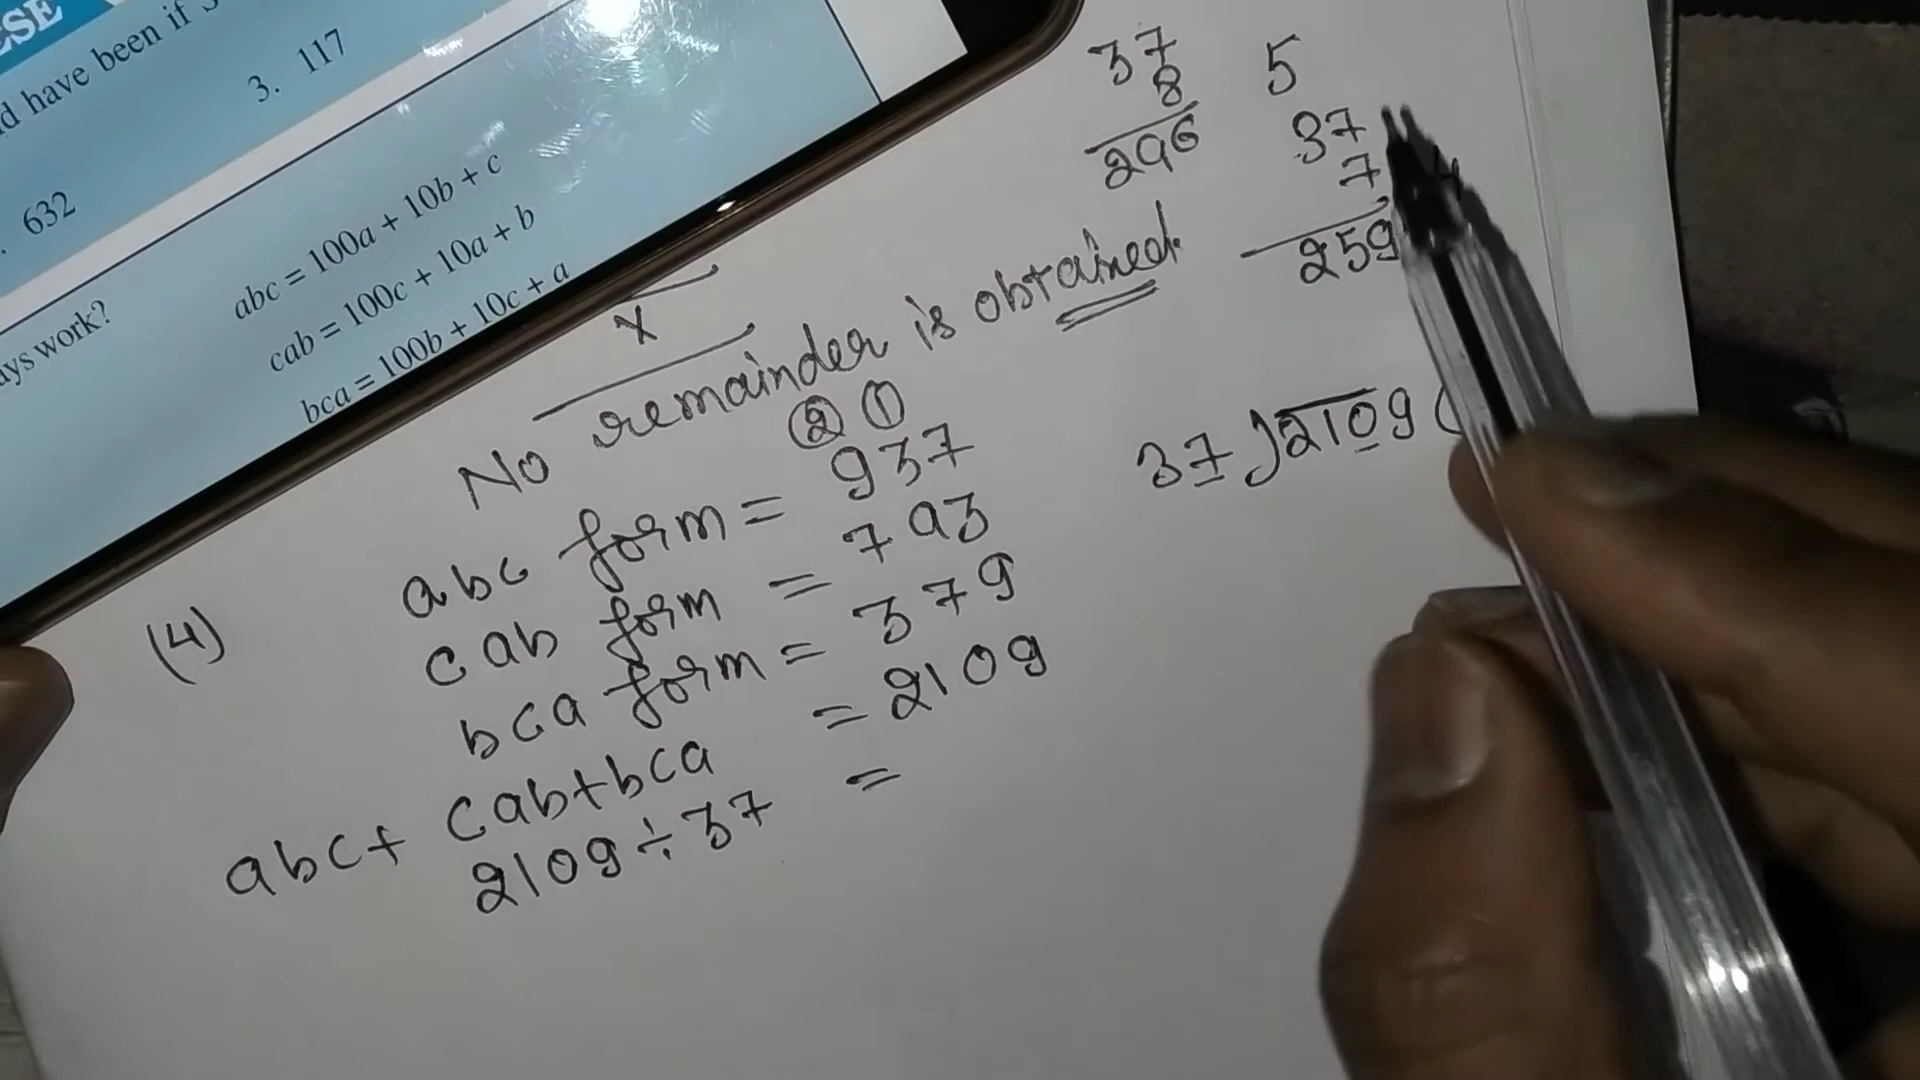 ESE
d have been if
3. 117
. 632
ays work?
abc = 100a + 10b + c
cab = 100c + 10a + b
bca = 100b + 10c + a
37
8
296
5
37
7
259
x
No remainder is obtained.
② ①
(4) abc form = 937
cab form = 793
bca form = 379
abc + cab + bca = 2109
2109 ÷ 37 =
37)2109(